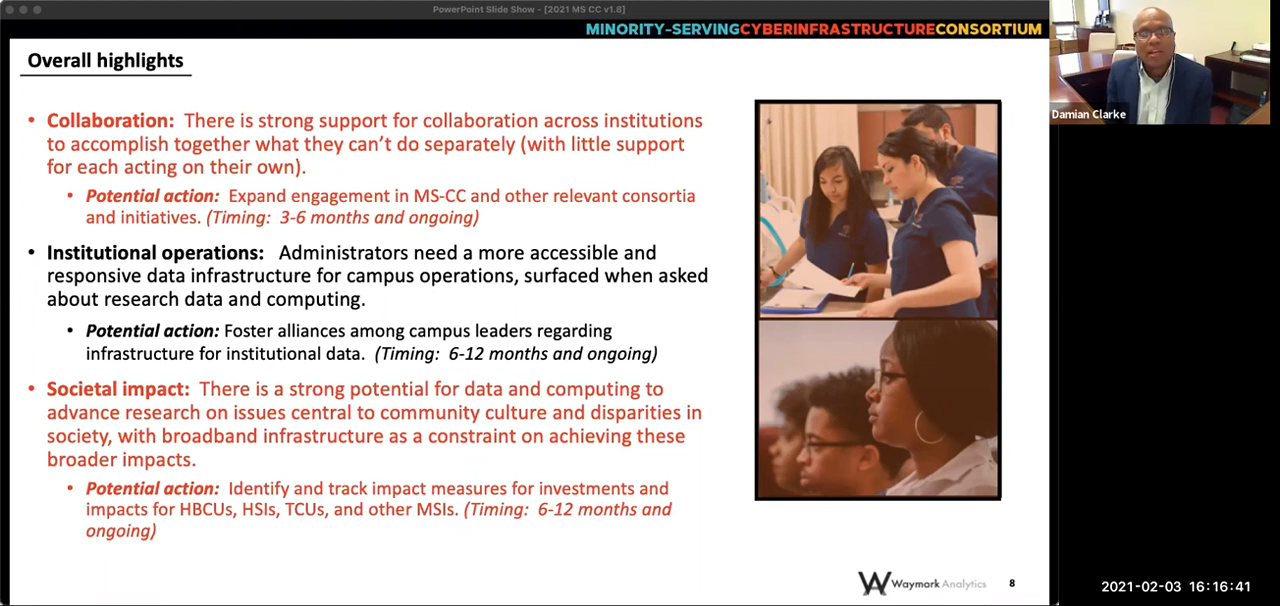 PowerPoint Slide Show - [2021 MS CC v1.8]
MINORITY-SERVINGCYBERINFRASTRUCTURECONSORTIUM
Overall highlights
• Collaboration: There is strong support for collaboration across institutions
to accomplish together what they can’t do separately (with little support
for each acting on their own).
• Potential action: Expand engagement in MS-CC and other relevant consortia
and initiatives. (Timing: 3-6 months and ongoing)
• Institutional operations: Administrators need a more accessible and
responsive data infrastructure for campus operations, surfaced when asked
about research data and computing.
• Potential action: Foster alliances among campus leaders regarding
infrastructure for institutional data. (Timing: 6-12 months and ongoing)
• Societal impact: There is a strong potential for data and computing to
advance research on issues central to community culture and disparities in
society, with broadband infrastructure as a constraint on achieving these
broader impacts.
• Potential action: Identify and track impact measures for investments and
impacts for HBCUs, HSIs, TCUs, and other MSIs. (Timing: 6-12 months and
ongoing)
Waymark Analytics
8
Damian Clarke
2021-02-03 16:16:41